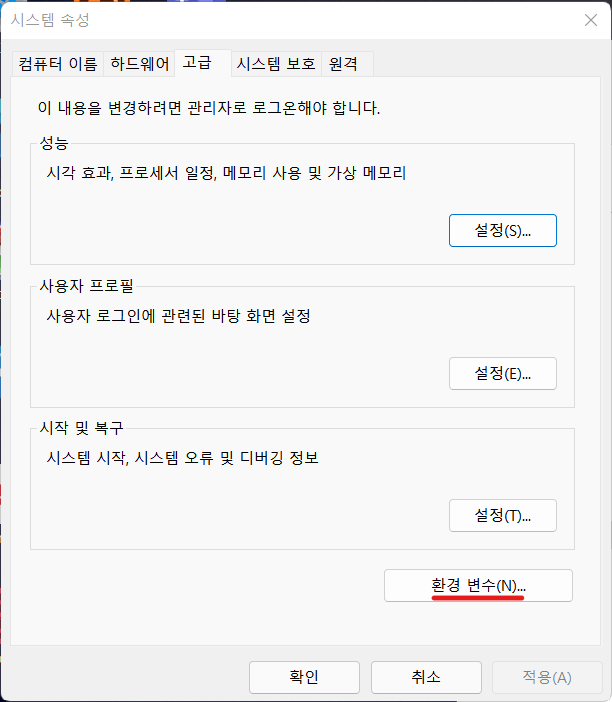 시스템 속성
컴퓨터 이름 하드웨어 고급 시스템 보호 원격
이 내용을 변경하려면 관리자로 로그온해야 합니다.
성능
시각 효과, 프로세서 일정, 메모리 사용 및 가상 메모리
설정(S)...
사용자 프로필
사용자 로그인에 관련된 바탕 화면 설정
설정(E)...
시작 및 복구
시스템 시작, 시스템 오류 및 디버깅 정보
설정(T)...
환경 변수(N)...
확인 취소 적용(A)